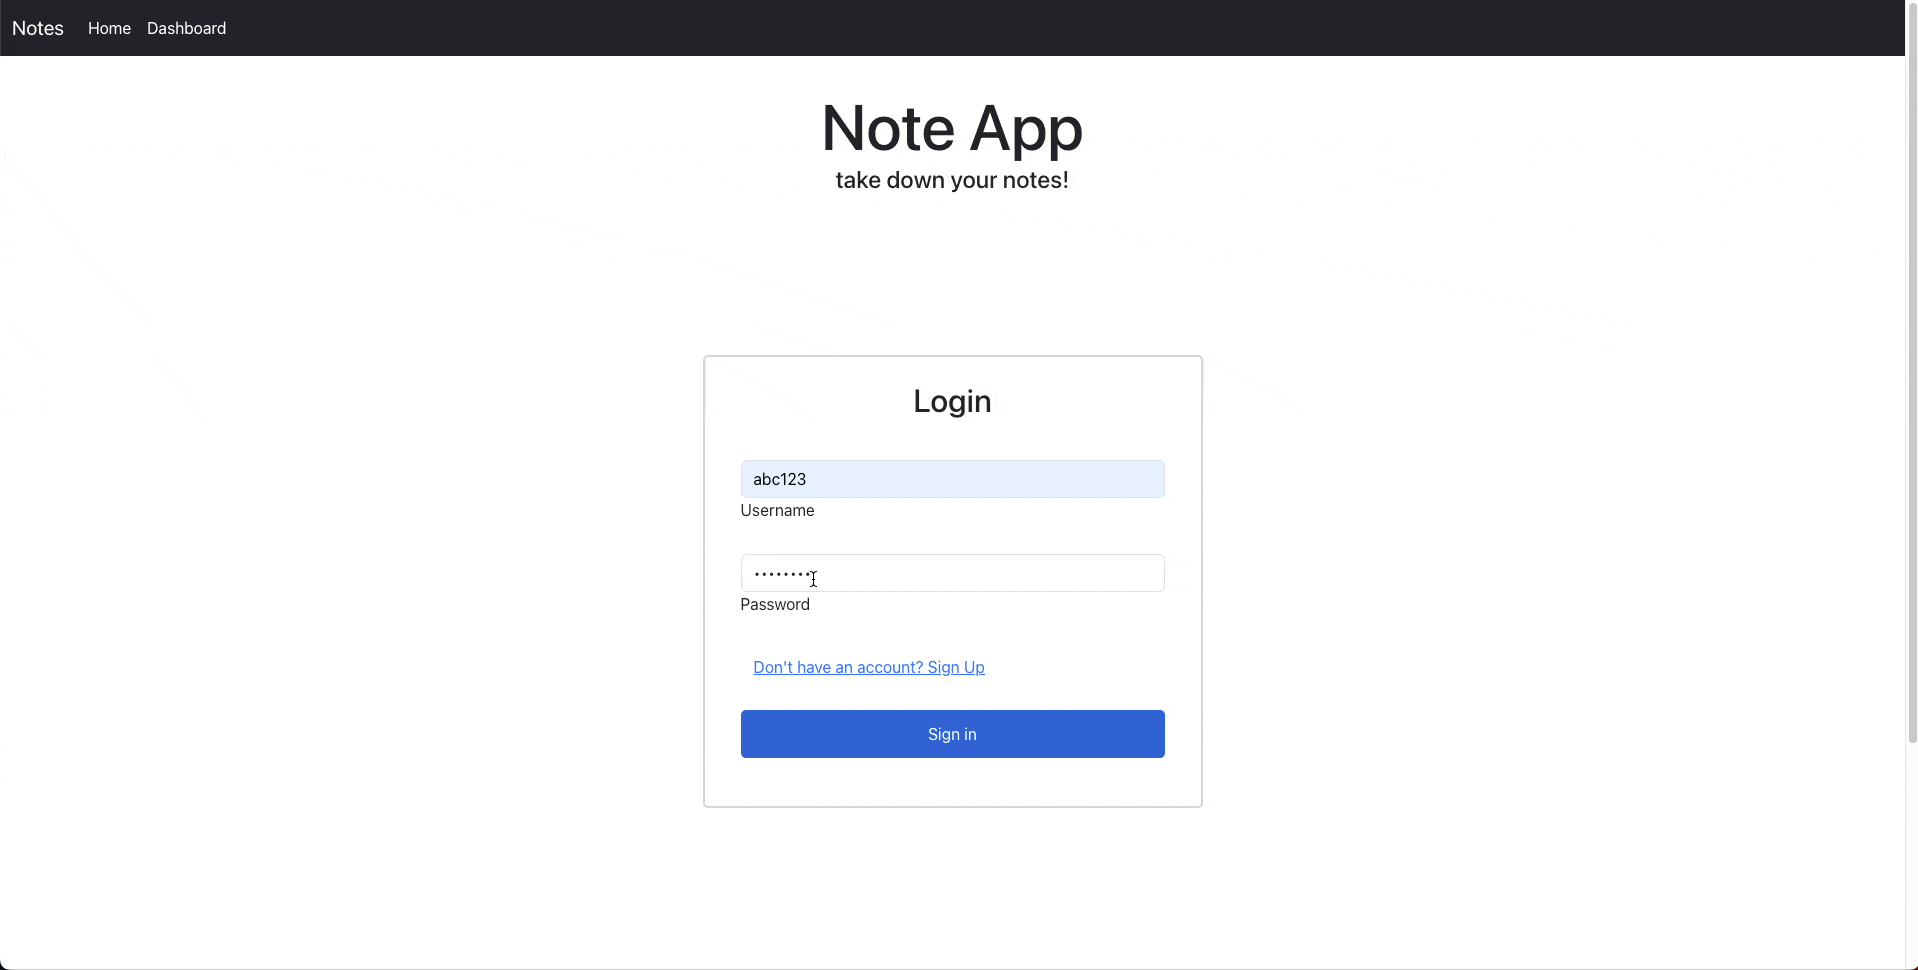 Notes Home Dashboard
Note App
take down your notes!
Login
abc123
Username
••••••••
Password
Don't have an account? Sign Up
Sign in